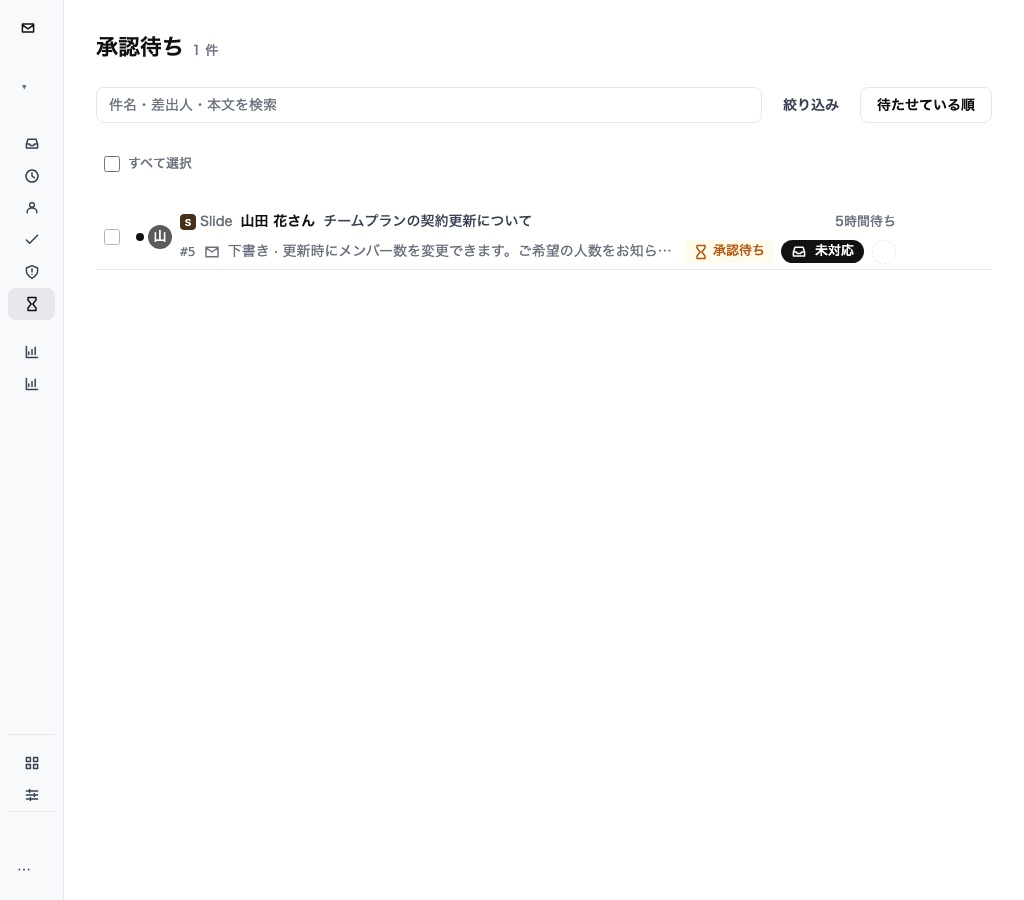 承認待ち 1 件
件名・差出人・本文を検索
絞り込み
待たせている順
すべて選択
山
S Slide 山田 花さん チームプランの契約更新について 5時間待ち
#5 下書き · 更新時にメンバー数を変更できます。ご希望の人数をお知ら… 承認待ち 未対応